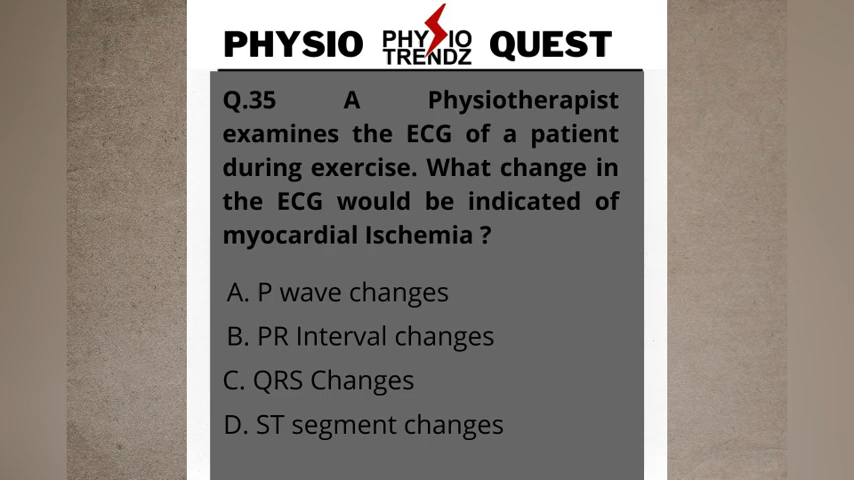 PHYSIO PHYSIO TRENDZ QUEST
Q.35 A Physiotherapist
examines the ECG of a patient
during exercise. What change in
the ECG would be indicated of
myocardial Ischemia ?
A. P wave changes
B. PR Interval changes
C. QRS Changes
D. ST segment changes